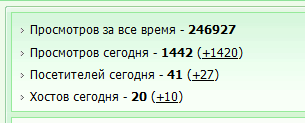 Просмотров за все время - 246927
Просмотров сегодня - 1442 (+1420)
Посетителей сегодня - 41 (+27)
Хостов сегодня - 20 (+10)